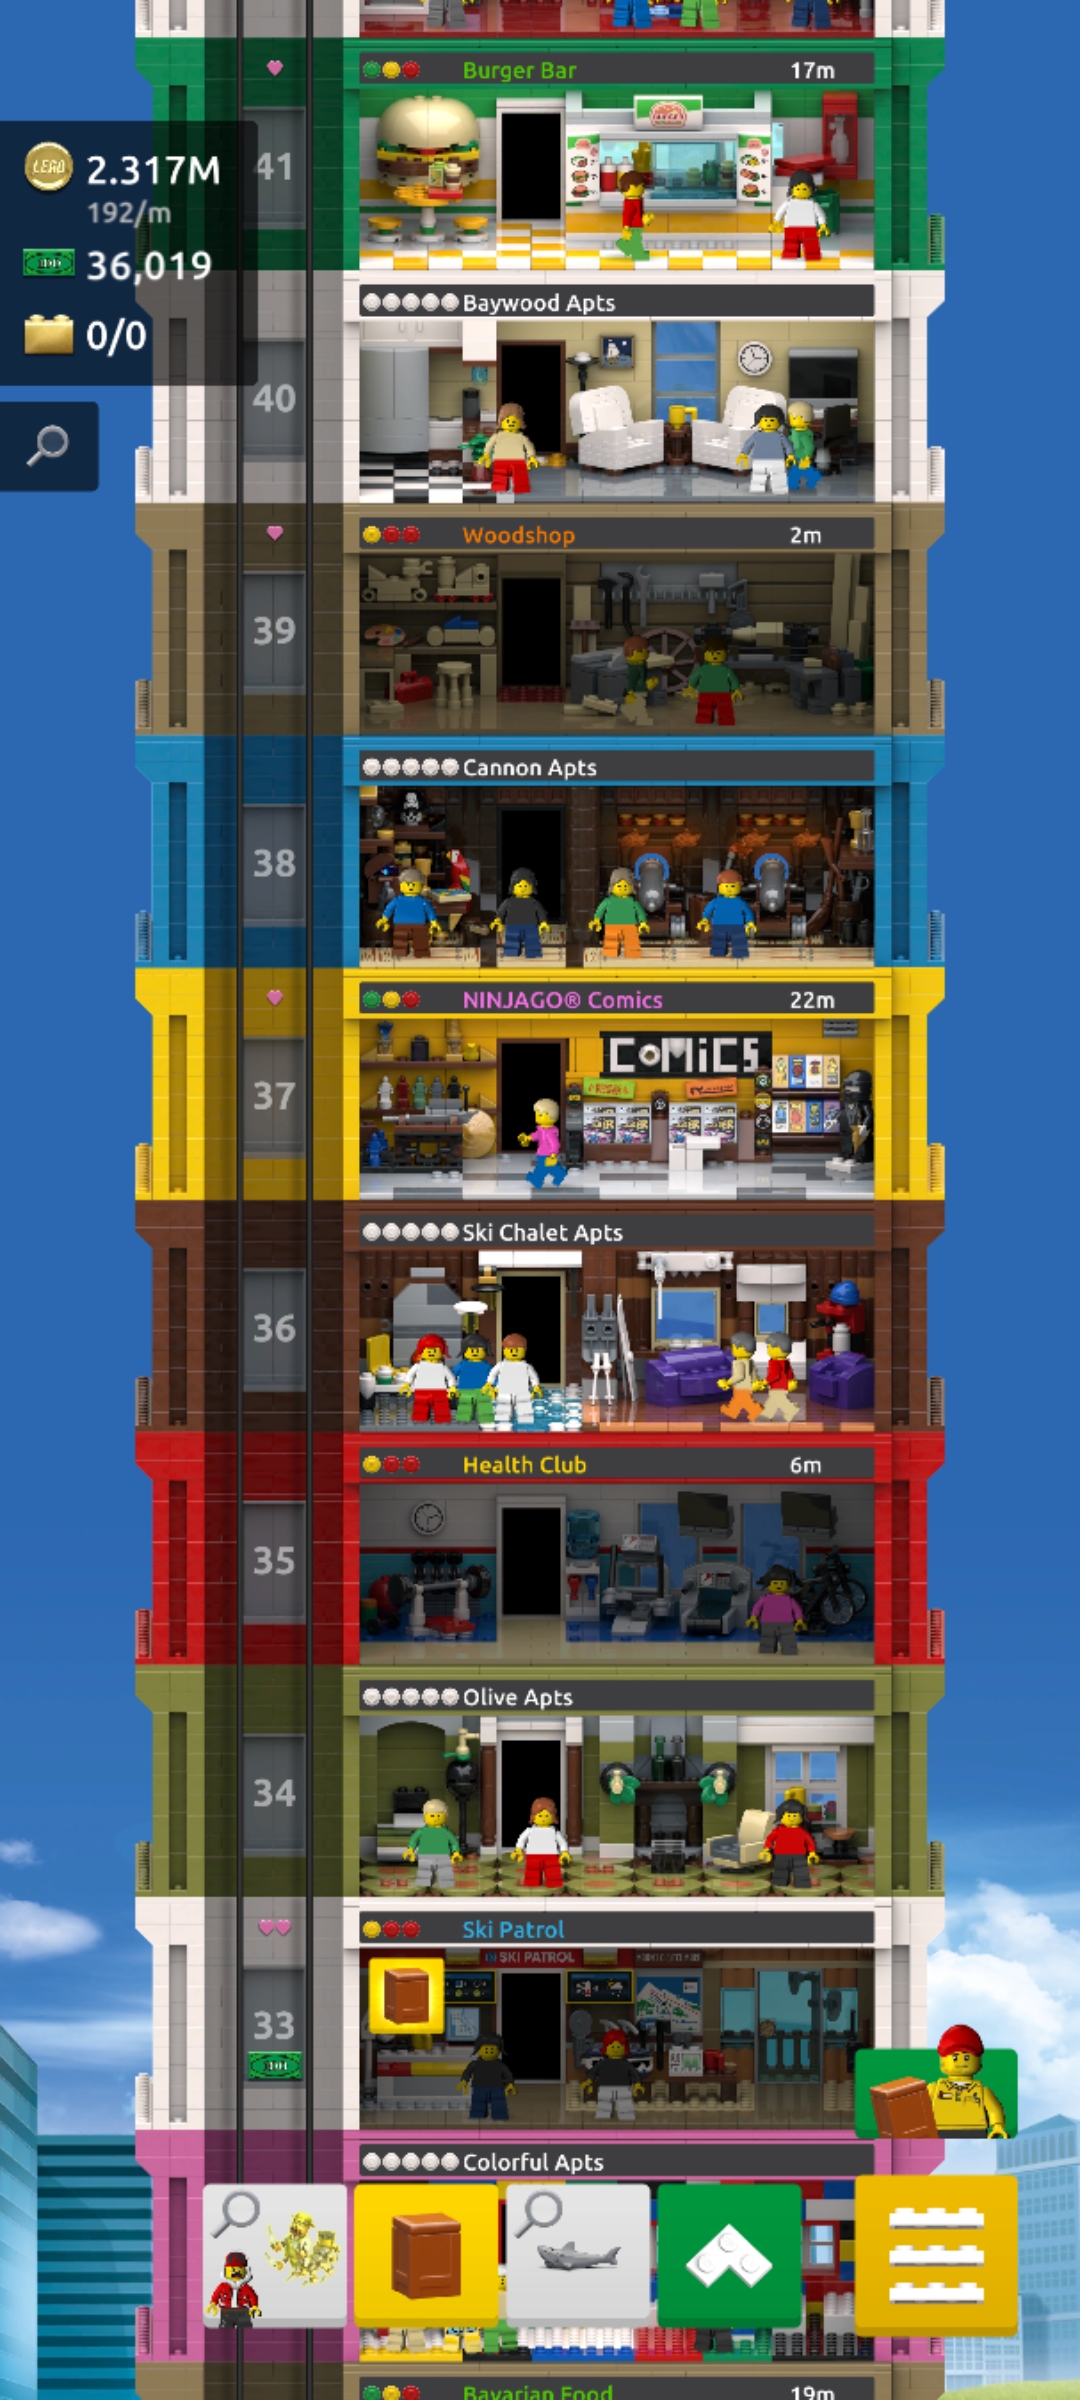 Burger Bar 17m
41
LEGO 2.317M
192/m
36,019
0/0
Baywood Apts
40
Woodshop 2m
39
Cannon Apts
38
NINJAGO® Comics 22m
COMiCS
37
Ski Chalet Apts
36
Health Club 6m
35
Olive Apts
34
Ski Patrol
SKI PATROL
33
Colorful Apts
Bavarian Food 19m